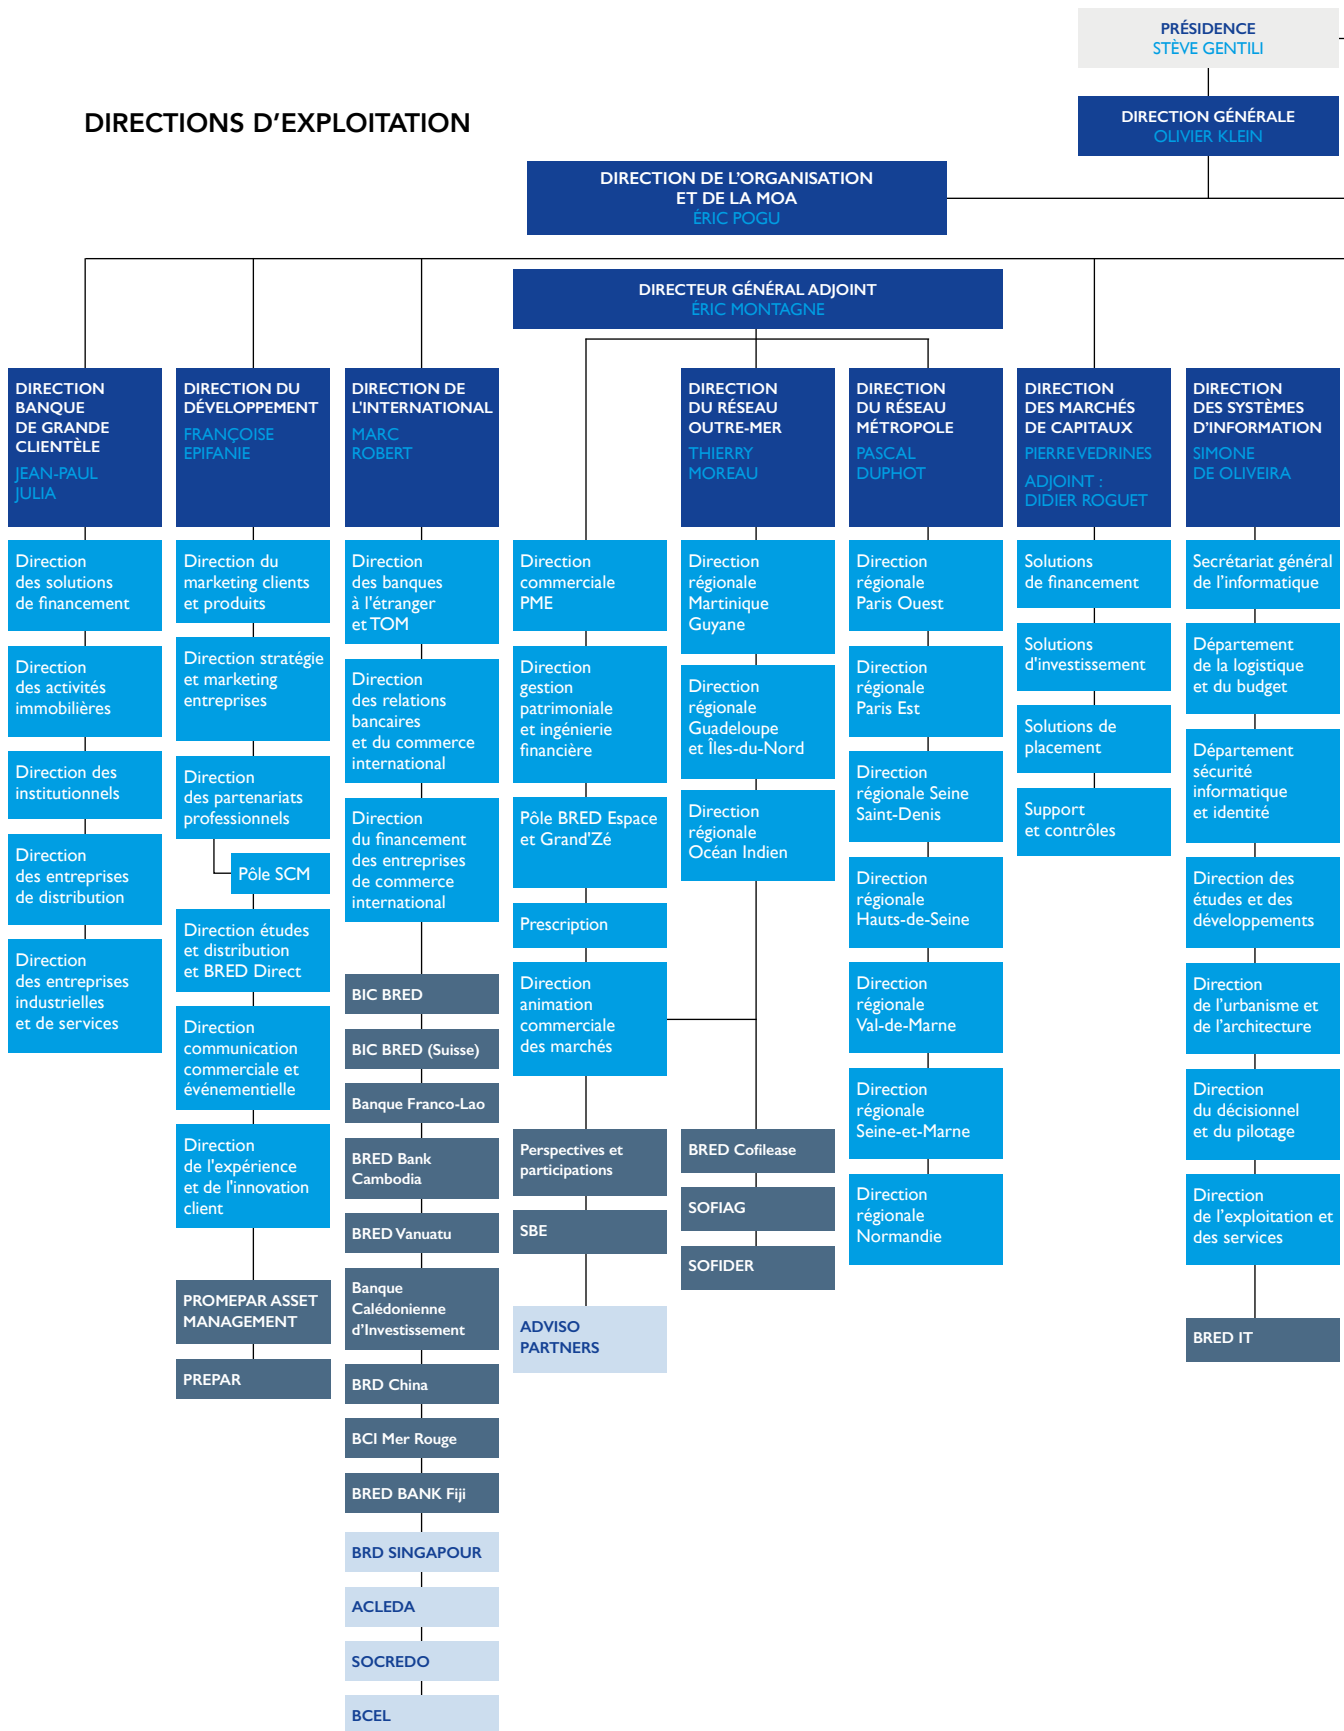 PRÉSIDENCE
STÈVE GENTILI
DIRECTIONS D'EXPLOITATION
DIRECTION GÉNÉRALE
OLIVIER KLEIN
DIRECTION DE L'ORGANISATION
ET DE LA MOA
ÉRIC POGU
DIRECTEUR GÉNÉRAL ADJOINT
ÉRIC MONTAGNE
DIRECTION
BANQUE
DE GRANDE
CLIENTÈLE
JEAN-PAUL
JULIA
Direction
des solutions
de financement
Direction
des activités
immobilières
Direction des
institutionnels
Direction
des entreprises
de distribution
Direction
des entreprises
industrielles
et de services
DIRECTION DU
DÉVELOPPEMENT
FRANÇOISE
EPIFANIE
Direction du
marketing clients
et produits
Direction stratégie
et marketing
entreprises
Direction
des partenariats
professionnels
Pôle SCM
Direction études
et distribution
et BRED Direct
Direction
communication
commerciale et
événementielle
Direction
de l'expérience
et de l'innovation
client
PROMEPAR ASSET
MANAGEMENT
PREPAR
DIRECTION DE
L'INTERNATIONAL
MARC
ROBERT
Direction
des banques
à l'étranger
et TOM
Direction
des relations
bancaires
et du commerce
international
Direction
du financement
des entreprises
de commerce
international
BIC BRED
BIC BRED (Suisse)
Banque Franco-Lao
BRED Bank
Cambodia
BRED Vanuatu
Banque
Calédonienne
d'Investissement
BRD China
BCI Mer Rouge
BRED BANK Fiji
BRD SINGAPOUR
ACLEDA
SOCREDO
BCEL
Direction
commerciale
PME
Direction
gestion
patrimoniale
et ingénierie
financière
Pôle BRED Espace
et Grand'Zé
Prescription
Direction
animation
commerciale
des marchés
Perspectives et
participations
SBE
ADVISO
PARTNERS
DIRECTION
DU RÉSEAU
OUTRE-MER
THIERRY
MOREAU
Direction
régionale
Martinique
Guyane
Direction
régionale
Guadeloupe
et Îles-du-Nord
Direction
régionale
Océan Indien
BRED Cofilease
SOFIAG
SOFIDER
DIRECTION
DU RÉSEAU
MÉTROPOLE
PASCAL
DUPHOT
Direction
régionale
Paris Ouest
Direction
régionale
Paris Est
Direction
régionale Seine
Saint-Denis
Direction
régionale
Hauts-de-Seine
Direction
régionale
Val-de-Marne
Direction
régionale
Seine-et-Marne
Direction
régionale
Normandie
DIRECTION
DES MARCHÉS
DE CAPITAUX
PIERRE VEDRINES
ADJOINT :
DIDIER ROGUET
Solutions
de financement
Solutions
d'investissement
Solutions de
placement
Support
et contrôles
DIRECTION
DES SYSTÈMES
D'INFORMATION
SIMONE
DE OLIVEIRA
Secrétariat général
de l'informatique
Département
de la logistique
et du budget
Département
sécurité
informatique
et identité
Direction des
études et des
développements
Direction
de l'urbanisme et
de l'architecture
Direction
du décisionnel
et du pilotage
Direction
de l'exploitation et
des services
BRED IT